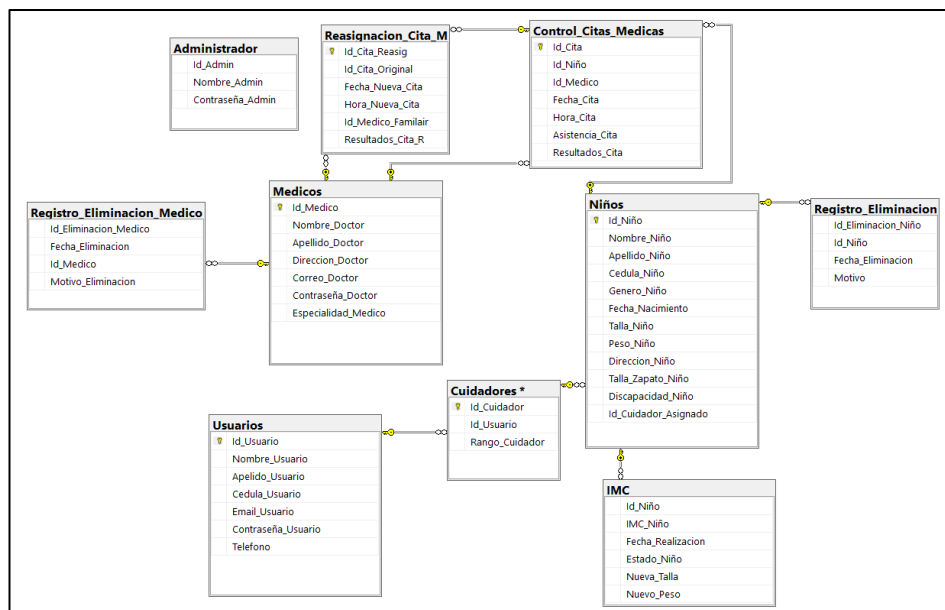 Administrador
Id_Admin
Nombre_Admin
Contraseña_Admin
Reasignacion_Cita_M
Id_Cita_Reasig
Id_Cita_Original
Fecha_Nueva_Cita
Hora_Nueva_Cita
Id_Medico_Familair
Resultados_Cita_R
Control_Citas_Medicas
Id_Cita
Id_Niño
Id_Medico
Fecha_Cita
Hora_Cita
Asistencia_Cita
Resultados_Cita
Registro_Eliminacion_Medico
Id_Eliminacion_Medico
Fecha_Eliminacion
Id_Medico
Motivo_Eliminacion
Medicos
Id_Medico
Nombre_Doctor
Apellido_Doctor
Direccion_Doctor
Correo_Doctor
Contraseña_Doctor
Especialidad_Medico
Niños
Id_Niño
Nombre_Niño
Apellido_Niño
Cedula_Niño
Genero_Niño
Fecha_Nacimiento
Talla_Niño
Peso_Niño
Direccion_Niño
Talla_Zapato_Niño
Discapacidad_Niño
Id_Cuidador_Asignado
Registro_Eliminacion
Id_Eliminacion_Niño
Id_Niño
Fecha_Eliminacion
Motivo
Cuidadores *
Id_Cuidador
Id_Usuario
Rango_Cuidador
Usuarios
Id_Usuario
Nombre_Usuario
Apelido_Usuario
Cedula_Usuario
Email_Usuario
Contraseña_Usuario
Telefono
IMC
Id_Niño
IMC_Niño
Fecha_Realizacion
Estado_Niño
Nueva_Talla
Nuevo_Peso